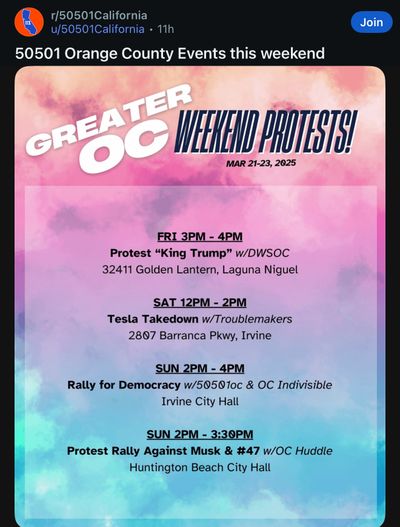 r/50501California
u/50501California • 11h
Join
50501 Orange County Events this weekend
GREATER
OC
WEEKEND PROTESTS!
MAR 21-23, 2025
FRI 3PM - 4PM
Protest “King Trump” w/DWSOC
32411 Golden Lantern, Laguna Niguel
SAT 12PM - 2PM
Tesla Takedown w/Troublemakers
2807 Barranca Pkwy, Irvine
SUN 2PM - 4PM
Rally for Democracy w/50501oc & OC Indivisible
Irvine City Hall
SUN 2PM - 3:30PM
Protest Rally Against Musk & #47 w/OC Huddle
Huntington Beach City Hall